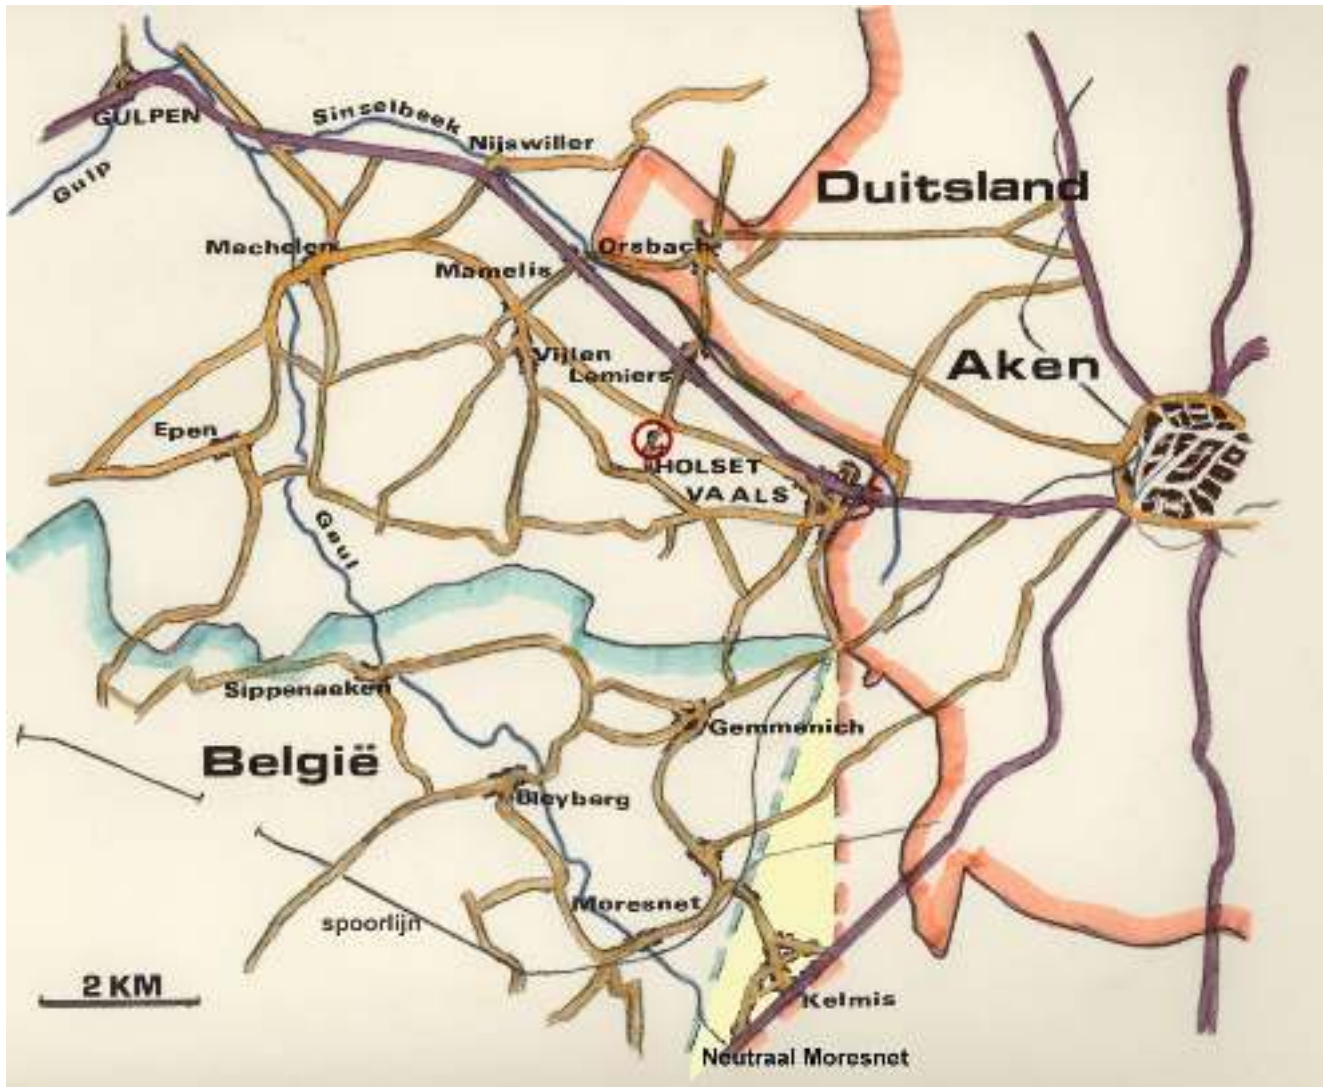 GULPEN
Sinselbeek
Nijswiller
Gulp
Duitsland
Mechelen
Mamelis
Orsbach
Vijlen
Lemiers
Aken
Epen
HOLSET
VAALS
Geul
Sippenaeken
Gemmenich
België
Bleyberg
Moresnet
spoorlijn
2 KM
Kelmis
Neutraal Moresnet